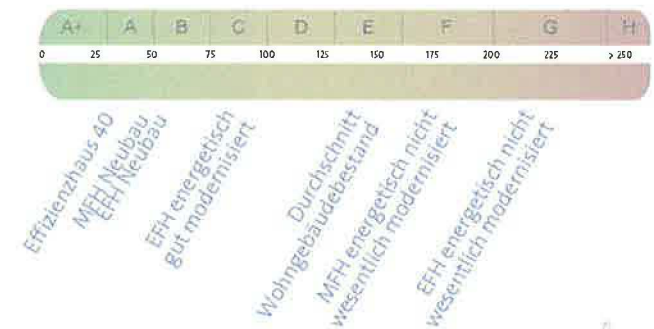 A+ A B C D E F G H
0 25 50 75 100 125 150 175 200 225 > 250
Effizienzhaus 40
MFH Neubau
EFH Neubau
EFH energetisch
gut modernisiert
Durchschnitt
Wohngebäudebestand
MFH energetisch nicht
wesentlich modernisiert
EFH energetisch nicht
wesentlich modernisiert